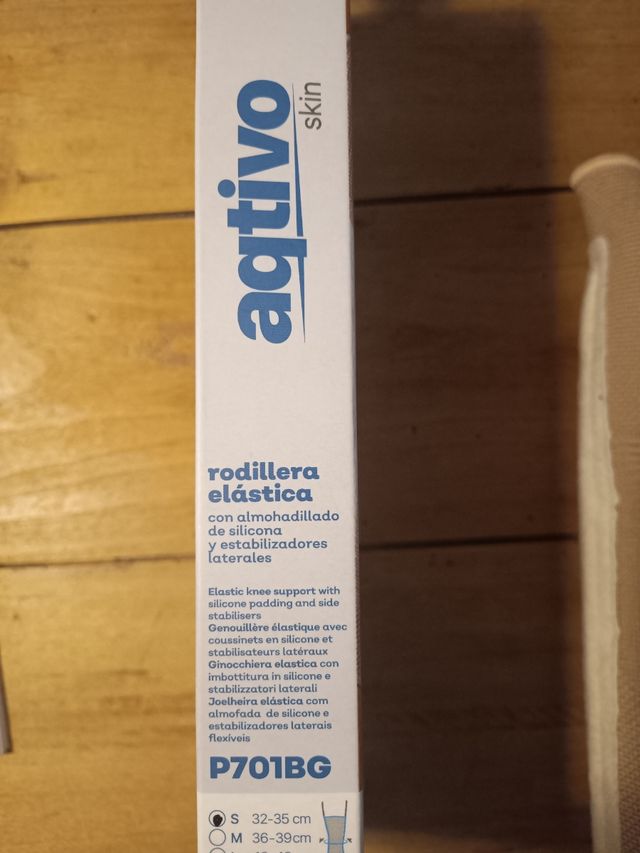 aqtivo
skin
rodillera
elástica
con almohadillado
de silicona
y estabilizadores
laterales
Elastic knee support with
silicone padding and side
stabilisers
Genouillère élastique avec
coussinets en silicone et
stabilisateurs latéraux
Ginocchiera elastica con
imbottitura in silicone e
stabilizzatori laterali
Joelheira elástica com
almofada de silicone e
estabilizadores laterais
flexíveis
P701BG
S 32-35 cm
M 36-39cm